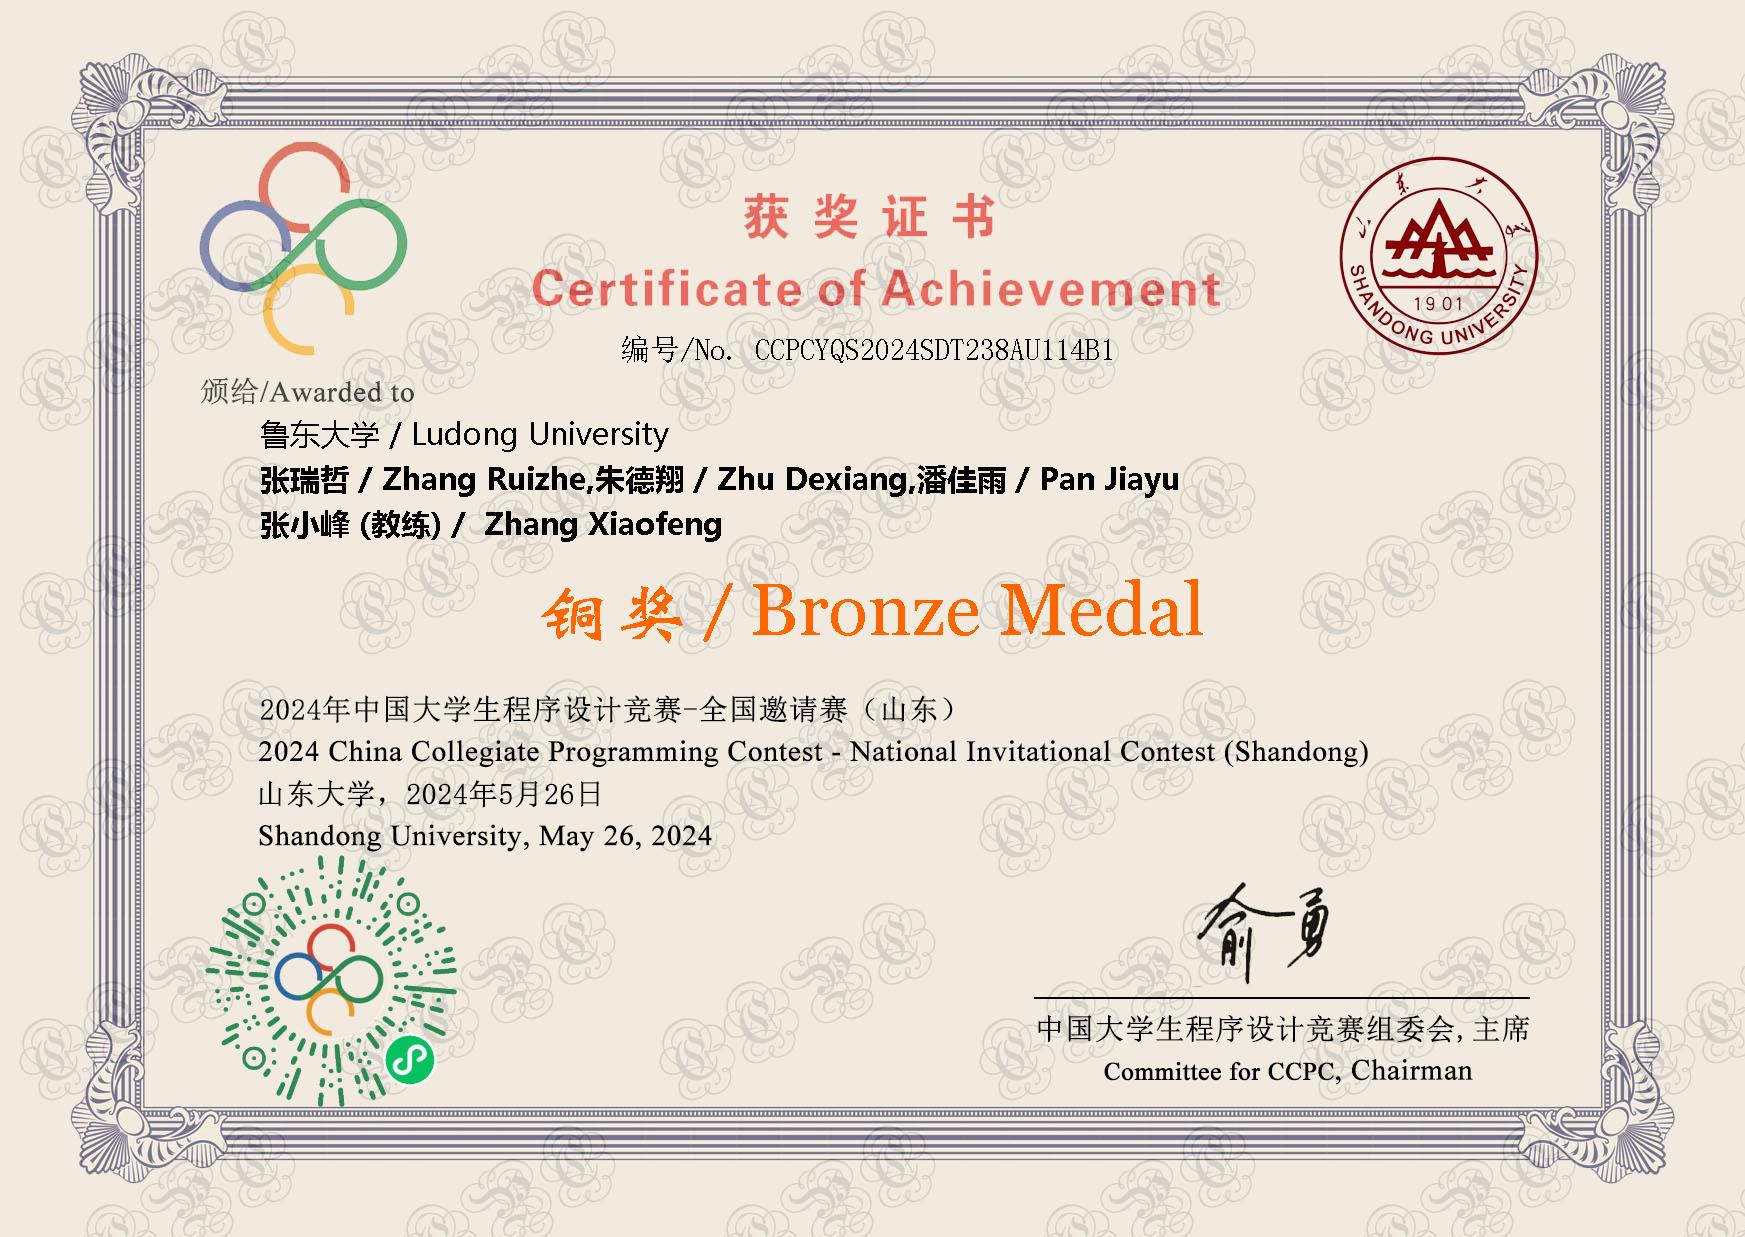 获奖证书
Certificate of Achievement
编号/No. CCPCYQS2024SDT238AU114B1
山东大学
SHANDONG UNIVERSITY
1901
颁给/Awarded to
鲁东大学 / Ludong University
张瑞哲 / Zhang Ruizhe,朱德翔 / Zhu Dexiang,潘佳雨 / Pan Jiayu
张小峰 (教练) / Zhang Xiaofeng
铜奖 / Bronze Medal
2024年中国大学生程序设计竞赛-全国邀请赛（山东）
2024 China Collegiate Programming Contest - National Invitational Contest (Shandong)
山东大学，2024年5月26日
Shandong University, May 26, 2024
俞勇
中国大学生程序设计竞赛组委会, 主席
Committee for CCPC, Chairman